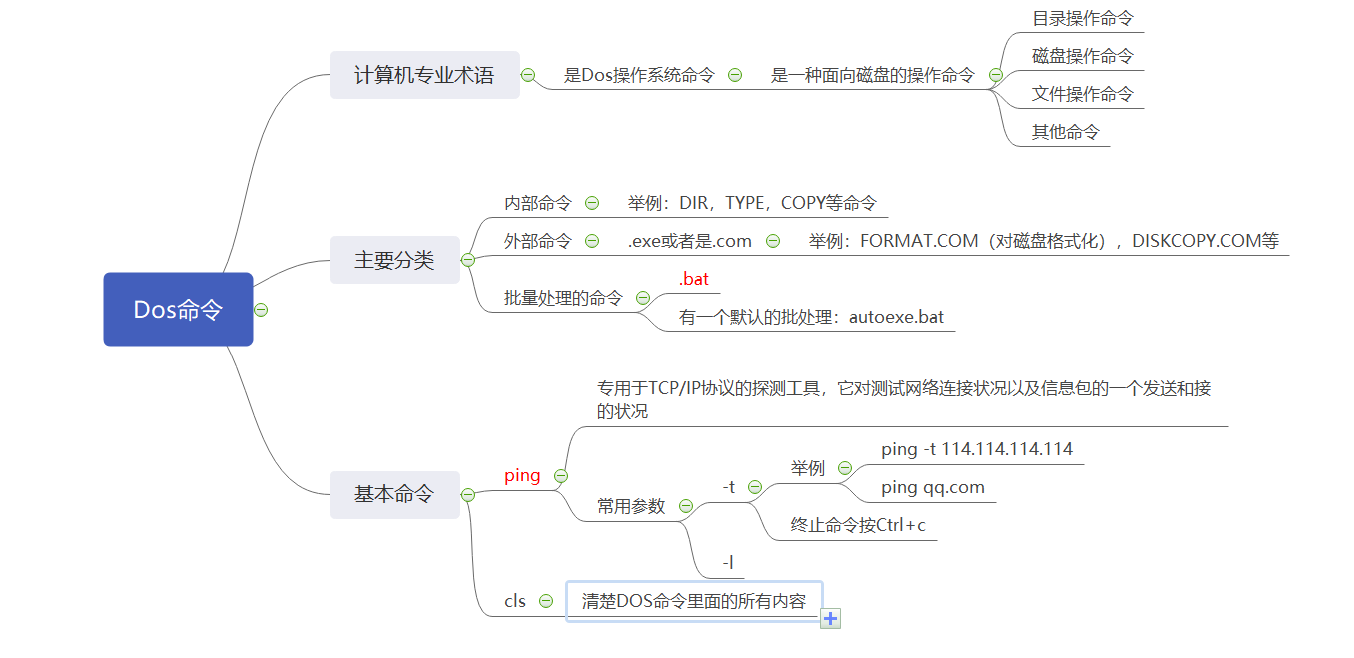 Dos命令
计算机专业术语
是Dos操作系统命令
是一种面向磁盘的操作命令
目录操作命令
磁盘操作命令
文件操作命令
其他命令
主要分类
内部命令
举例：DIR，TYPE，COPY等命令
外部命令
.exe或者是.com
举例：FORMAT.COM（对磁盘格式化），DISKCOPY.COM等
批量处理的命令
.bat
有一个默认的批处理：autoexe.bat
基本命令
ping
专用于TCP/IP协议的探测工具，它对测试网络连接状况以及信息包的一个发送和接
的状况
常用参数
-t
举例
ping -t 114.114.114.114
ping qq.com
终止命令按Ctrl+c
-l
cls
清楚DOS命令里面的所有内容